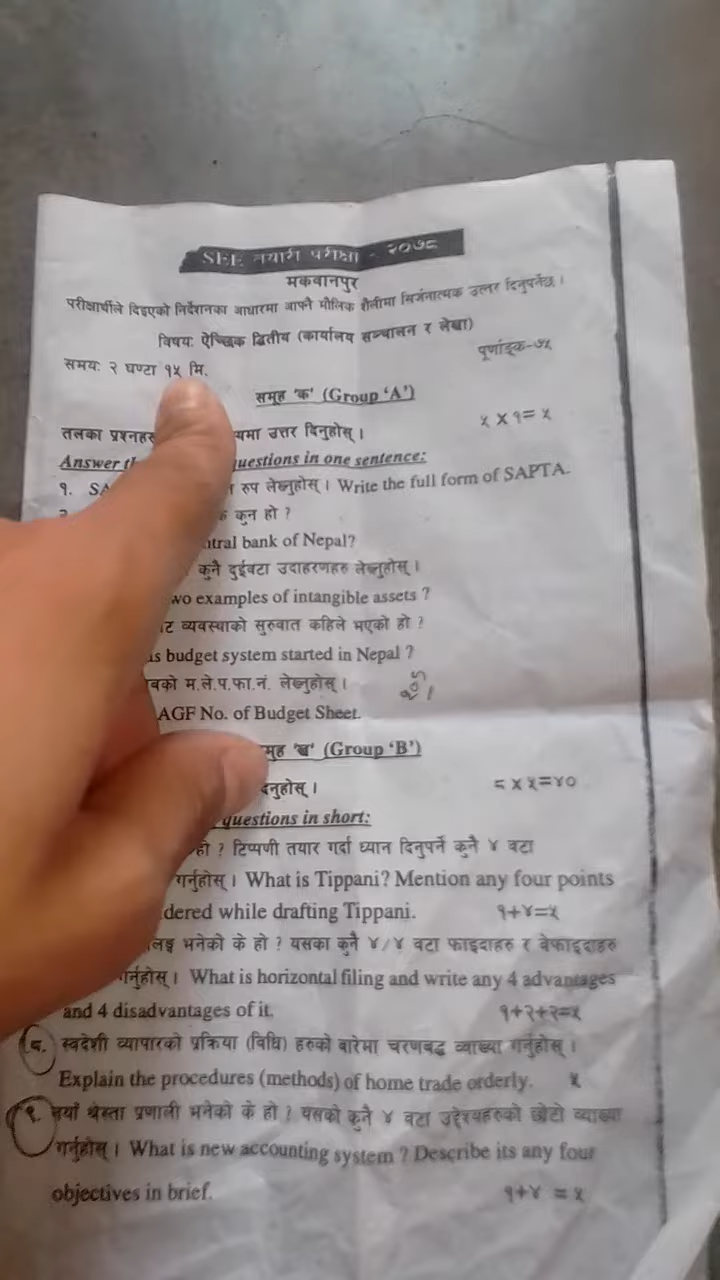 SEE तयारी परीक्षा - २०७८
मकवानपुर
परीक्षार्थीले दिइएको निर्देशनका आधारमा आफ्नै मौलिक शैलीमा सिर्जनात्मक उत्तर दिनुपर्नेछ ।
विषयः ऐच्छिक द्वितीय (कार्यालय सञ्चालन र लेखा)
समयः २ घण्टा १५ मि.
पूर्णाङ्क-७५
समूह 'क' (Group 'A')
तलका प्रश्नहरू यमा उत्तर दिनुहोस् ।
५ x १= ५
Answer th uestions in one sentence:
१. SA रुप लेख्नुहोस् । Write the full form of SAPTA.
कुन हो ?
ntral bank of Nepal?
कुनै दुईवटा उदाहरणहरु लेख्नुहोस् ।
wo examples of intangible assets ?
ट व्यवस्थाको सुरुवात कहिले भएको हो ?
as budget system started in Nepal ?
बको म.ले.प.फा.नं. लेख्नुहोस् ।
AGF No. of Budget Sheet.
मुह 'ख' (Group 'B')
दिनुहोस् ।
८ x ५=४०
questions in short:
हो ? टिप्पणी तयार गर्दा ध्यान दिनुपर्ने कुनै ४ वटा
गर्नुहोस् । What is Tippani? Mention any four points
dered while drafting Tippani. १+४=५
लिङ्ग भनेको के हो ? यसका कुनै ४/४ वटा फाइदाहरु र बेफाइदाहरु
गर्नुहोस् । What is horizontal filing and write any 4 advantages
and 4 disadvantages of it. १+२+२=५
८. स्वदेशी व्यापारको प्रक्रिया (विधि) हरुको बारेमा चरणबद्ध व्याख्या गर्नुहोस् ।
Explain the procedures (methods) of home trade orderly. ५
९. नयाँ श्रेस्ता प्रणाली भनेको के हो ? यसको कुनै ४ वटा उद्देश्यहरुको छोटो व्याख्या
गर्नुहोस् । What is new accounting system ? Describe its any four
objectives in brief. १+४ = ५